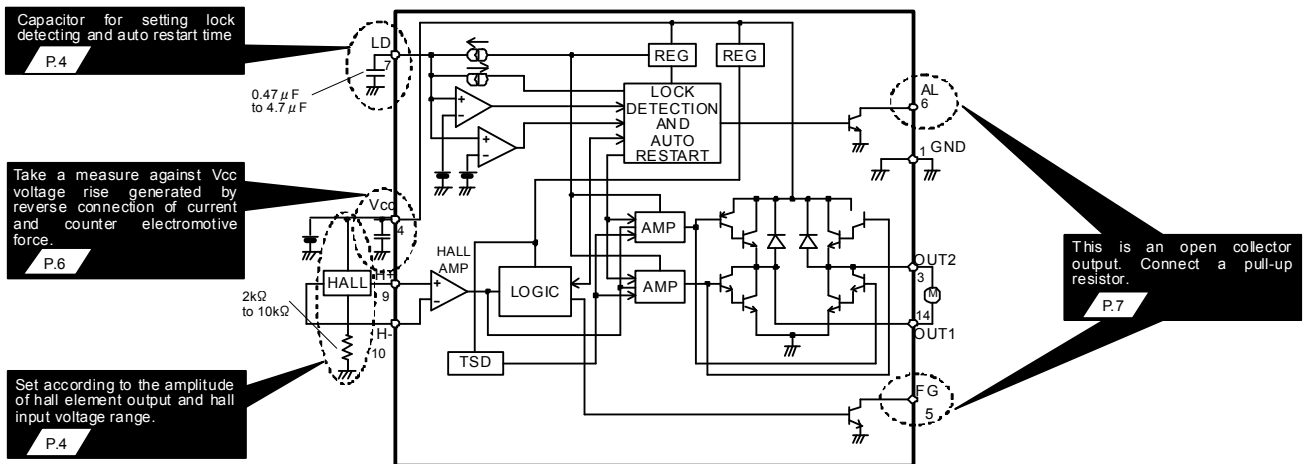 Capacitor for setting lock
detecting and auto restart time
P.4
LD
7
0.47μF
to 4.7μF
REG
REG
LOCK
DETECTION
AND
AUTO
RESTART
AL
6
1
GND
Take a measure against Vcc
voltage rise generated by
reverse connection of current
and counter electromotive
force.
P.6
Vcc
4
HALL
H+
9
2kΩ
to 10kΩ
H-
10
HALL
AMP
LOGIC
TSD
AMP
AMP
OUT2
3
M
14
OUT1
FG
5
This is an open collector
output. Connect a pull-up
resistor.
P.7
Set according to the amplitude
of hall element output and hall
input voltage range.
P.4